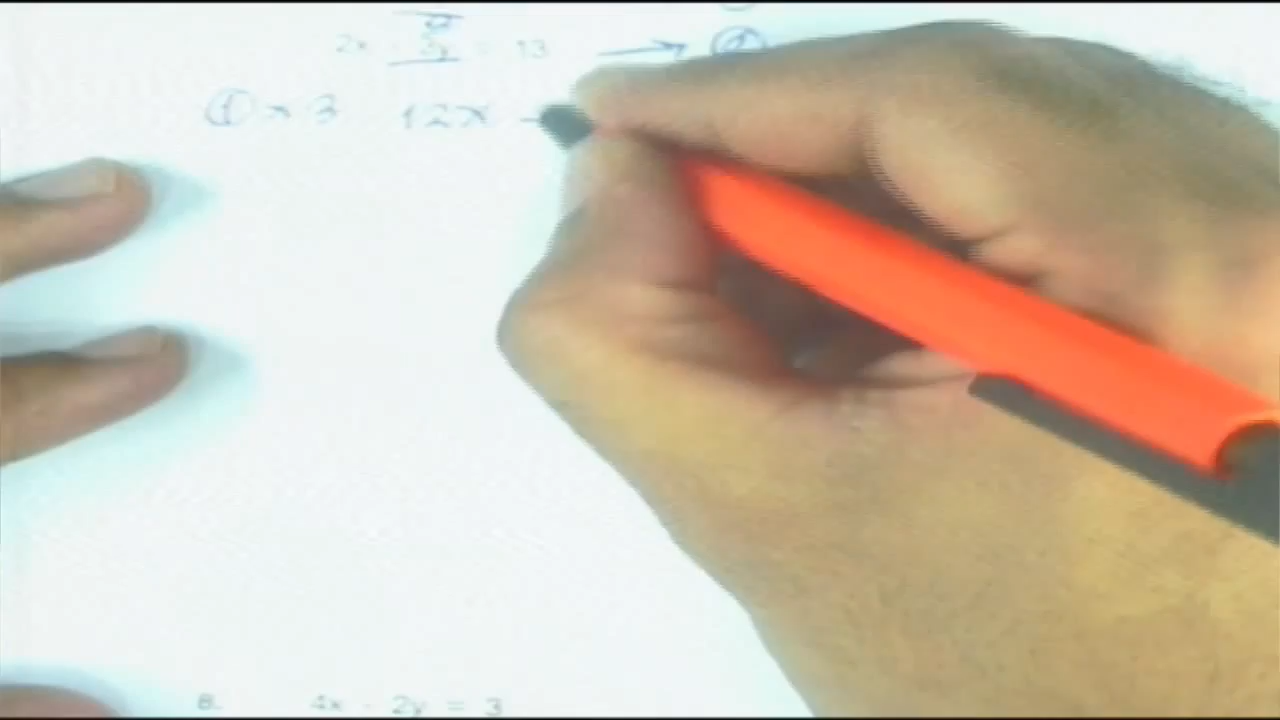 2x - 3y = 13 → ②
① × 3 12x -
8. 4x - 2y = 3